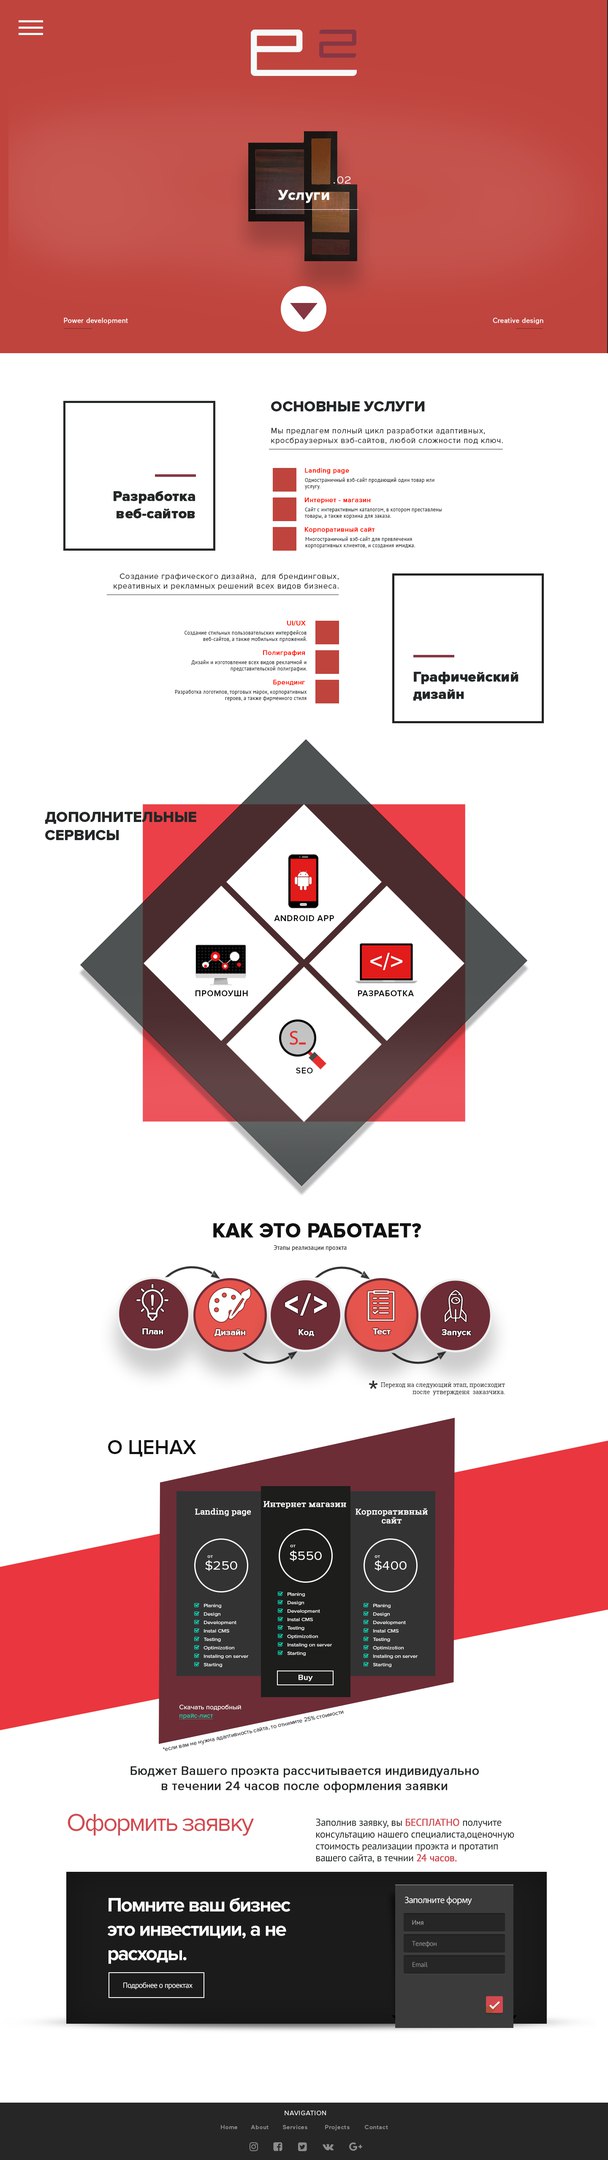 .02
Услуги
Power development
Creative design
ОСНОВНЫЕ УСЛУГИ
Мы предлагем полный цикл разработки адаптивных,
кросбраузерных вэб-сайтов, любой сложности под ключ.
Разработка
веб-сайтов
Landing page
Одностраничный вэб-сайт продающий один товар или
услугу.
Интернет - магазин
Сайт с интерактивным каталогом, в котором преставлены
товары, а также корзина для заказа.
Корпоративный сайт
Многостраничный вэб-сайт для привлечения
корпоративных клиентов, и создания имиджа.
Создание графического дизайна, для брендинговых,
креативных и рекламных решений всех видов бизнеса.
UI/UX
Создание стильных пользовательских интерфейсов
веб-сайтов, а также мобильных приложений.
Полиграфия
Дизайн и изготовление всех видов рекламной и
представительской полиграфии.
Брендинг
Разработка логотипов, торговых марок, корпоративных
героев, а также фирменного стиля
Графичейский
дизайн
ДОПОЛНИТЕЛЬНЫЕ
СЕРВИСЫ
ANDROID APP
ПРОМОУШН
</>
РАЗРАБОТКА
S_
SEO
КАК ЭТО РАБОТАЕТ?
Этапы реализации проэкта
План
Дизайн
</>
Код
Тест
Запуск
* Переход на следующий этап, происходит
после утверждена заказчика.
О ЦЕНАХ
Landing page
от
$250
Planing
Design
Development
Instal CMS
Testing
Optimization
Instaling on server
Starting
Интернет магазин
от
$550
Planing
Design
Development
Instal CMS
Testing
Optimization
Instaling on server
Starting
Buy
Корпоративный
сайт
от
$400
Planing
Design
Development
Instal CMS
Testing
Optimization
Instaling on server
Starting
Скачать подробный
прайс-лист
*если вам не нужна адаптивность сайта, то отнимите 25% стоимости
Бюджет Вашего проэкта рассчитывается индивидуально
в течении 24 часов после оформления заявки
Оформить заявку
Заполнив заявку, вы БЕСПЛАТНО получите
консультацию нашего специалиста,оценочную
стоимость реализации проэкта и прототип
вашего сайта, в течнии 24 часов.
Помните ваш бизнес
это инвестиции, а не
расходы.
Подробнее о проектах
Заполните форму
Имя
Телефон
Email
NAVIGATION
Home About Services Projects Contact